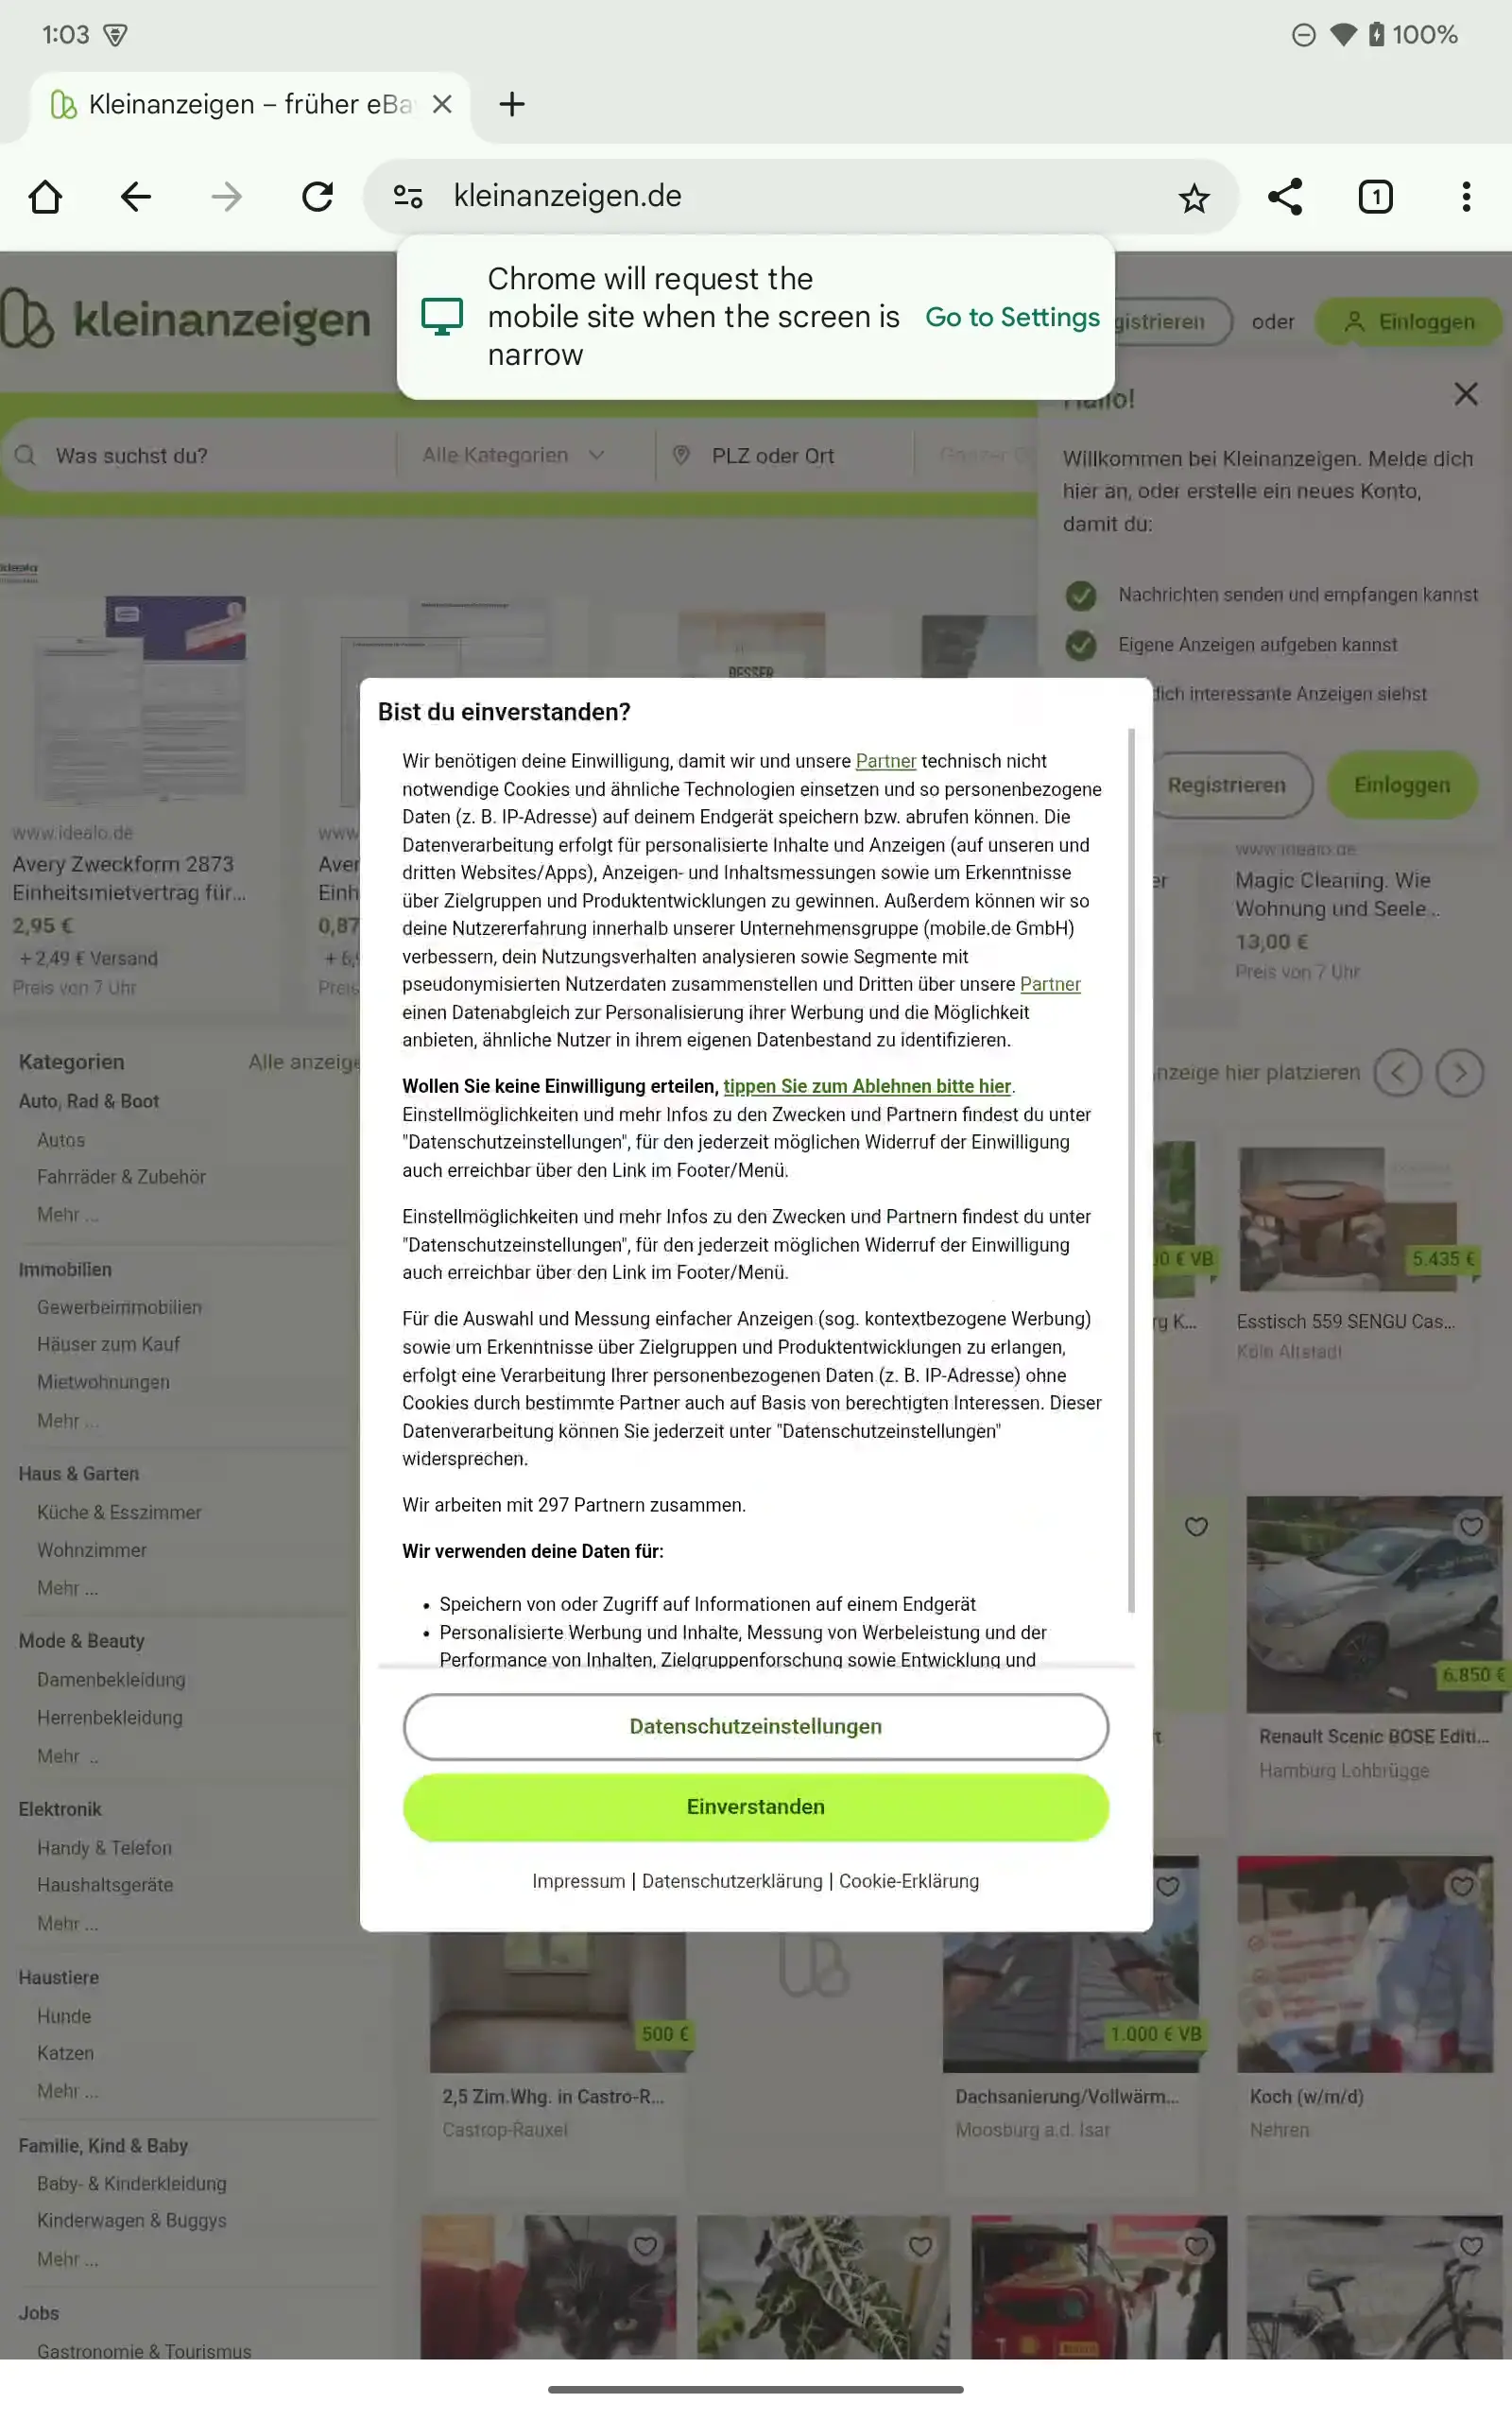 1:03
100%
Kleinanzeigen – früher eBa
kleinanzeigen.de
1
Chrome will request the
mobile site when the screen is
narrow
Go to Settings
kleinanzeigen
gistrieren
oder
Einloggen
Hallo!
Was suchst du?
Alle Kategorien
PLZ oder Ort
Willkommen bei Kleinanzeigen. Melde dich
hier an, oder erstelle ein neues Konto,
damit du:
idealo
Nachrichten senden und empfangen kannst
Eigene Anzeigen aufgeben kannst
dich interessante Anzeigen siehst
BESSER
Registrieren
Einloggen
www.idealo.de
Avery Zweckform 2873
Einheitsmietvertrag für...
2,95 €
+ 2,49 € Versand
Preis von 7 Uhr
www
Aver
Einh
0,87
+ 6,
Preis
er
www.idealo.de
Magic Cleaning. Wie
Wohnung und Seele ..
13,00 €
Preis von 7 Uhr
Bist du einverstanden?
Wir benötigen deine Einwilligung, damit wir und unsere Partner technisch nicht
notwendige Cookies und ähnliche Technologien einsetzen und so personenbezogene
Daten (z. B. IP-Adresse) auf deinem Endgerät speichern bzw. abrufen können. Die
Datenverarbeitung erfolgt für personalisierte Inhalte und Anzeigen (auf unseren und
dritten Websites/Apps), Anzeigen- und Inhaltsmessungen sowie um Erkenntnisse
über Zielgruppen und Produktentwicklungen zu gewinnen. Außerdem können wir so
deine Nutzererfahrung innerhalb unserer Unternehmensgruppe (mobile.de GmbH)
verbessern, dein Nutzungsverhalten analysieren sowie Segmente mit
pseudonymisierten Nutzerdaten zusammenstellen und Dritten über unsere Partner
einen Datenabgleich zur Personalisierung ihrer Werbung und die Möglichkeit
anbieten, ähnliche Nutzer in ihrem eigenen Datenbestand zu identifizieren.
Wollen Sie keine Einwilligung erteilen, tippen Sie zum Ablehnen bitte hier.
Einstellmöglichkeiten und mehr Infos zu den Zwecken und Partnern findest du unter
"Datenschutzeinstellungen", für den jederzeit möglichen Widerruf der Einwilligung
auch erreichbar über den Link im Footer/Menü.
Einstellmöglichkeiten und mehr Infos zu den Zwecken und Partnern findest du unter
"Datenschutzeinstellungen", für den jederzeit möglichen Widerruf der Einwilligung
auch erreichbar über den Link im Footer/Menü.
Für die Auswahl und Messung einfacher Anzeigen (sog. kontextbezogene Werbung)
sowie um Erkenntnisse über Zielgruppen und Produktentwicklungen zu erlangen,
erfolgt eine Verarbeitung Ihrer personenbezogenen Daten (z. B. IP-Adresse) ohne
Cookies durch bestimmte Partner auch auf Basis von berechtigten Interessen. Dieser
Datenverarbeitung können Sie jederzeit unter "Datenschutzeinstellungen"
widersprechen.
Wir arbeiten mit 297 Partnern zusammen.
Wir verwenden deine Daten für:
• Speichern von oder Zugriff auf Informationen auf einem Endgerät
• Personalisierte Werbung und Inhalte, Messung von Werbeleistung und der
Performance von Inhalten, Zielgruppenforschung sowie Entwicklung und
Datenschutzeinstellungen
Einverstanden
Impressum | Datenschutzerklärung | Cookie-Erklärung
Kategorien
Alle anzeige
Auto, Rad & Boot
Autos
Fahrräder & Zubehör
Mehr ...
Immobilien
Gewerbeimmobilien
Häuser zum Kauf
Mietwohnungen
Mehr ...
Haus & Garten
Küche & Esszimmer
Wohnzimmer
Mehr ...
Mode & Beauty
Damenbekleidung
Herrenbekleidung
Mehr ..
Elektronik
Handy & Telefon
Haushaltsgeräte
Mehr ...
Haustiere
Hunde
Katzen
Mehr ...
Familie, Kind & Baby
Baby- & Kinderkleidung
Kinderwagen & Buggys
Mehr ...
Jobs
Gastronomie & Tourismus
nzeige hier platzieren
0 € VB
5.435 €
rg K...
Esstisch 559 SENGU Cas...
Köln Altstadt
6.850 €
t
Renault Scenic BOSE Editi...
Hamburg Lohbrügge
500 €
1.000 € VB
2,5 Zim.Whg. in Castro-R...
Castrop-Rauxel
Dachsanierung/Vollwärm...
Moosburg a.d. Isar
Koch (w/m/d)
Nehren